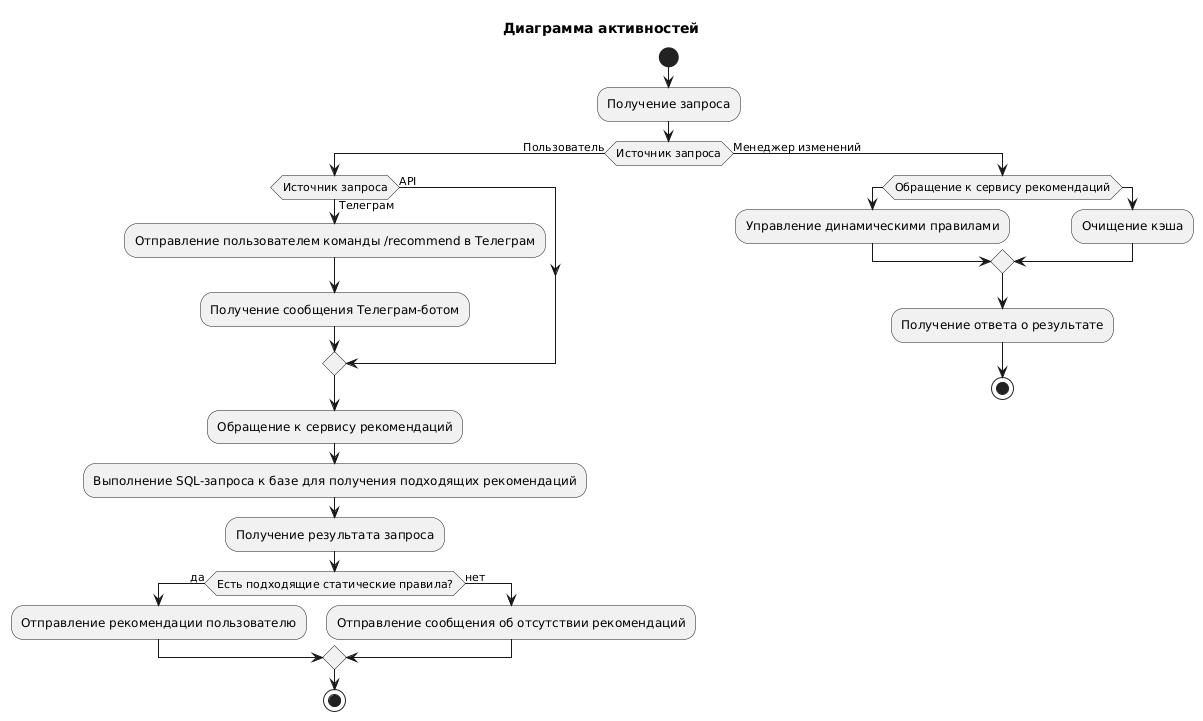 Диаграмма активностей
Получение запроса
Пользователь
Источник запроса
Менеджер изменений
Источник запроса
API
Телеграм
Отправление пользователем команды /recommend в Телеграм
Получение сообщения Телеграм-ботом
Обращение к сервису рекомендаций
Выполнение SQL-запроса к базе для получения подходящих рекомендаций
Получение результата запроса
да
Есть подходящие статические правила?
нет
Отправление рекомендации пользователю
Отправление сообщения об отсутствии рекомендаций
Обращение к сервису рекомендаций
Управление динамическими правилами
Очищение кэша
Получение ответа о результате